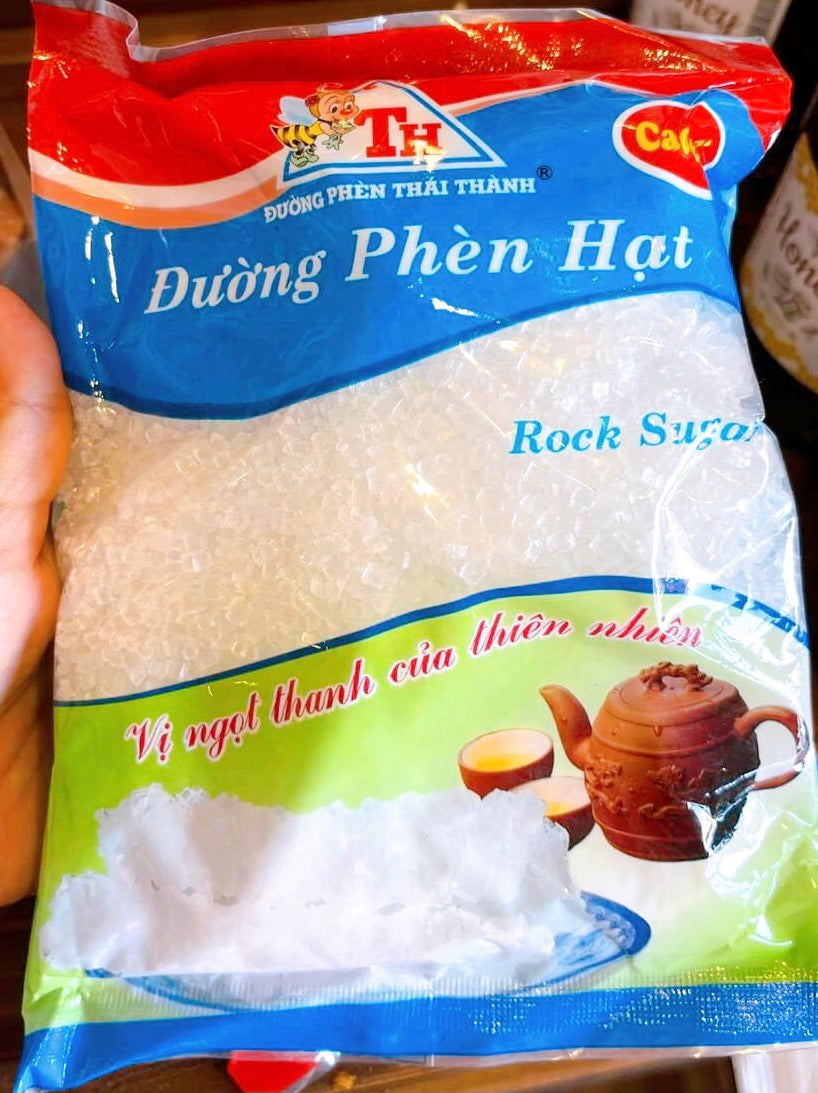 TH
ĐƯỜNG PHÈN THÁI THÀNH®
Đường Phèn Hạt
Rock Sugar
Vị ngọt thanh của thiên nhiên